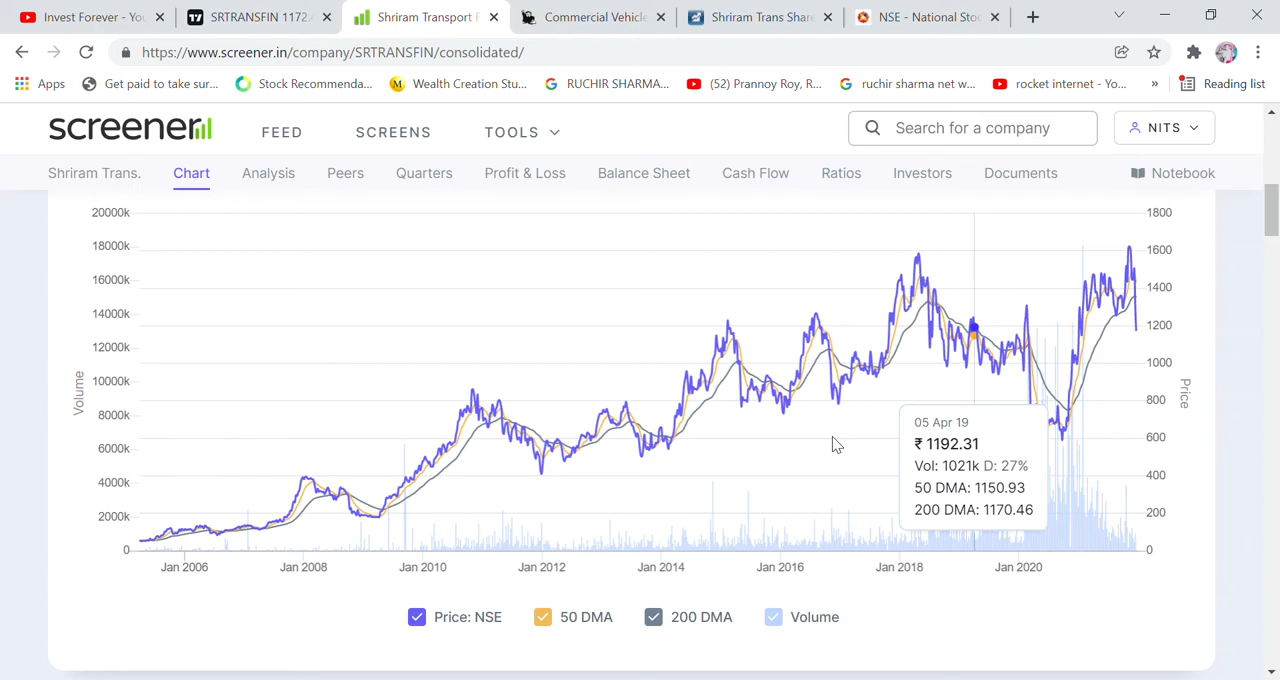 Invest Forever - You
SRTRANSFIN 1172.
Shriram Transport F
Commercial Vehicle
Shriram Trans Share
NSE - National Stoc
https://www.screener.in/company/SRTRANSFIN/consolidated/
Apps
Get paid to take sur...
Stock Recommenda...
Wealth Creation Stu...
RUCHIR SHARMA...
(52) Prannoy Roy, R...
ruchir sharma net w...
rocket internet - Yo...
»
Reading list
screener
FEED
SCREENS
TOOLS
Search for a company
NITS
Shriram Trans.
Chart
Analysis
Peers
Quarters
Profit & Loss
Balance Sheet
Cash Flow
Ratios
Investors
Documents
Notebook
20000k
18000k
16000k
14000k
12000k
10000k
8000k
6000k
4000k
2000k
0
Volume
1800
1600
1400
1200
1000
800
600
400
200
0
Price
05 Apr 19
₹ 1192.31
Vol: 1021k D: 27%
50 DMA: 1150.93
200 DMA: 1170.46
Jan 2006
Jan 2008
Jan 2010
Jan 2012
Jan 2014
Jan 2016
Jan 2018
Jan 2020
Price: NSE
50 DMA
200 DMA
Volume